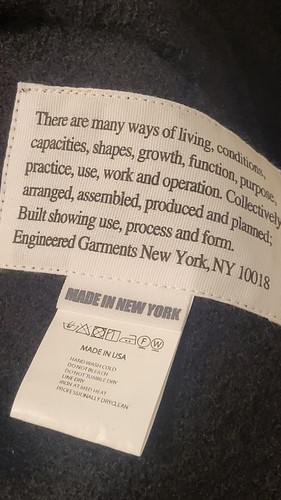 There are many ways of living, conditions,
capacities, shapes, growth, function, purpose,
practice, use, work and operation. Collectively
arranged, assembled, produced and planned;
Built showing use, process and form.
Engineered Garments New York, NY 10018
MADE IN NEW YORK
F W
MADE IN USA
HAND WASH COLD
DO NOT BLEATH
DO NOT TUMBLE DRY
LINE DRY
IRON AT MED HEAT
PROFESSIONALLY DRYCLEAN